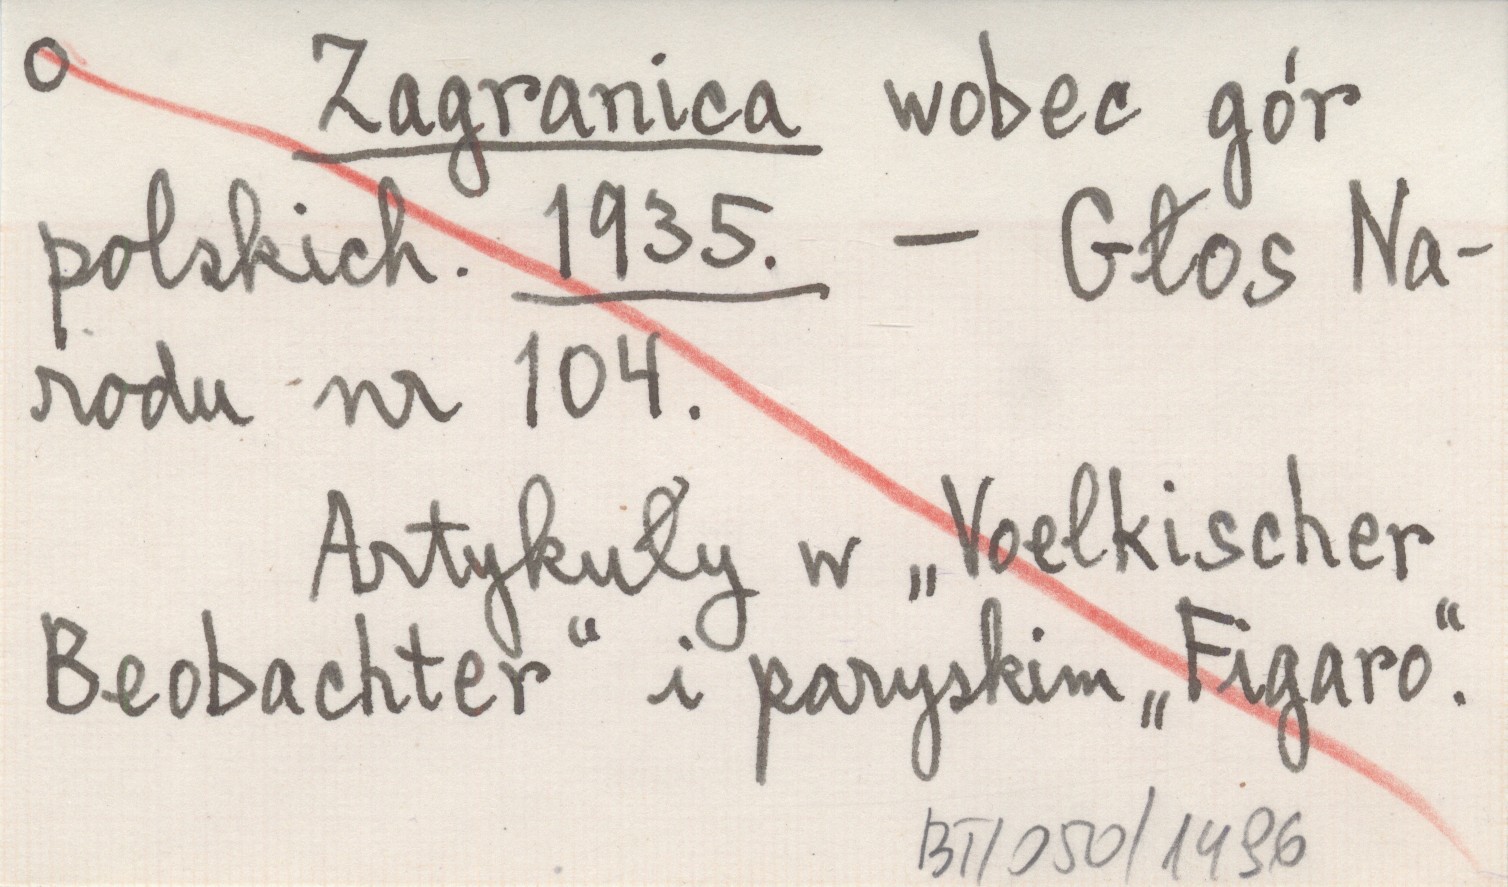 o Zagranica wobec gór
polskich. 1935. – Głos Na-
rodu nr 104.
Artykuły w „Voelkischer
Beobachter“ i paryskim „Figaro“.
BT/050/1496